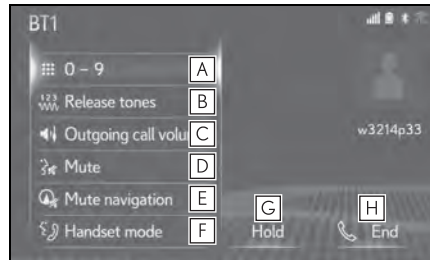 BT1
0 – 9 A
Release tones B
Outgoing call volu C
w3214p33
Mute D
Mute navigation E
Handset mode F
G H
Hold End